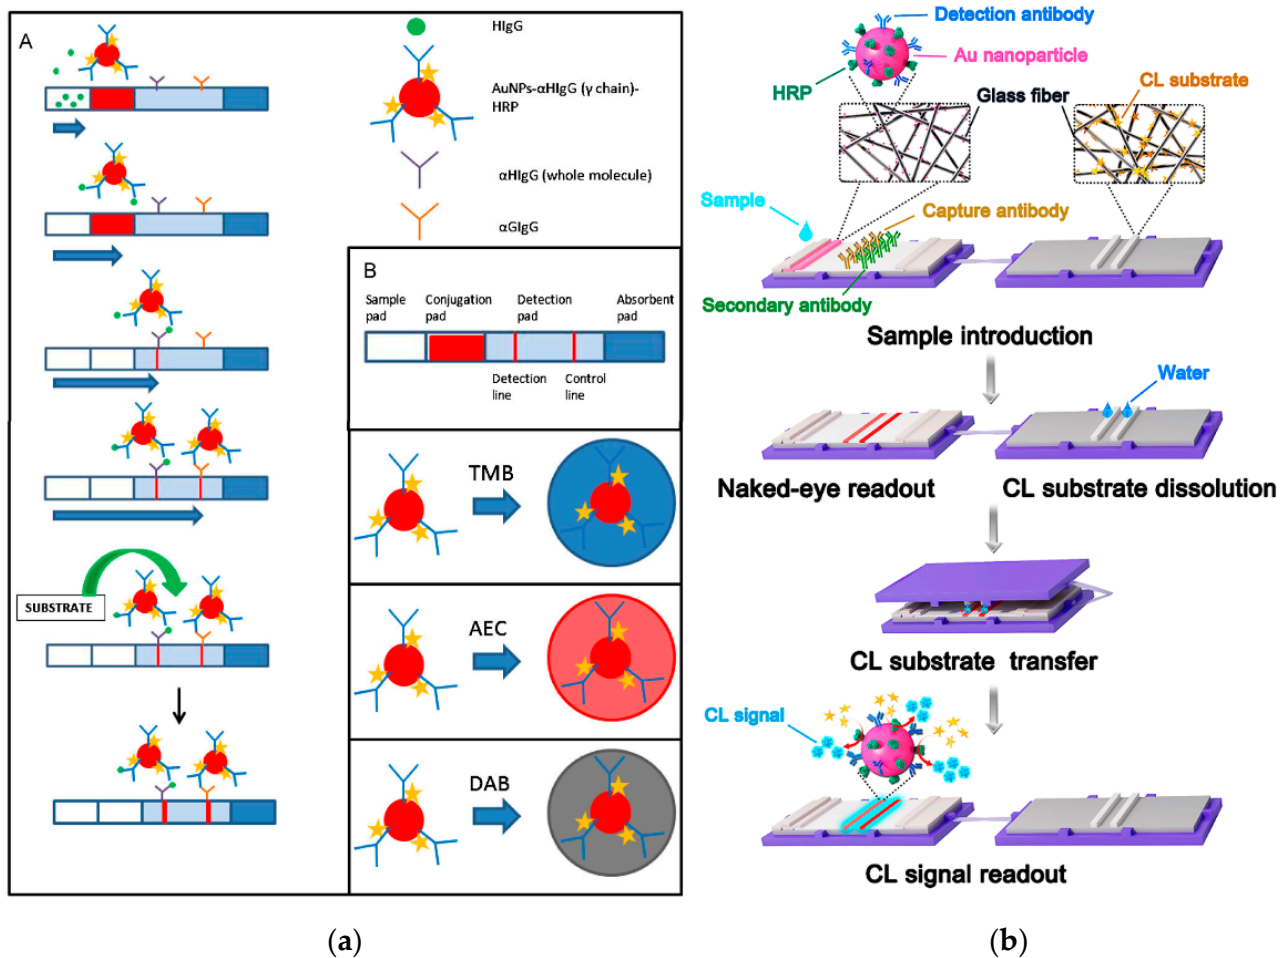 A
HIgG
AuNPs-αHIgG (γ chain)-
HRP
αHIgG (whole molecule)
αGIgG
SUBSTRATE
B
Sample
pad
Conjugation
pad
Detection
pad
Absorbent
pad
Detection
line
Control
line
TMB
AEC
DAB
(a)
Detection antibody
Au nanoparticle
HRP
Glass fiber
CL substrate
Sample
Capture antibody
Secondary antibody
Sample introduction
Water
Naked-eye readout
CL substrate dissolution
CL substrate transfer
CL signal
CL signal readout
(b)